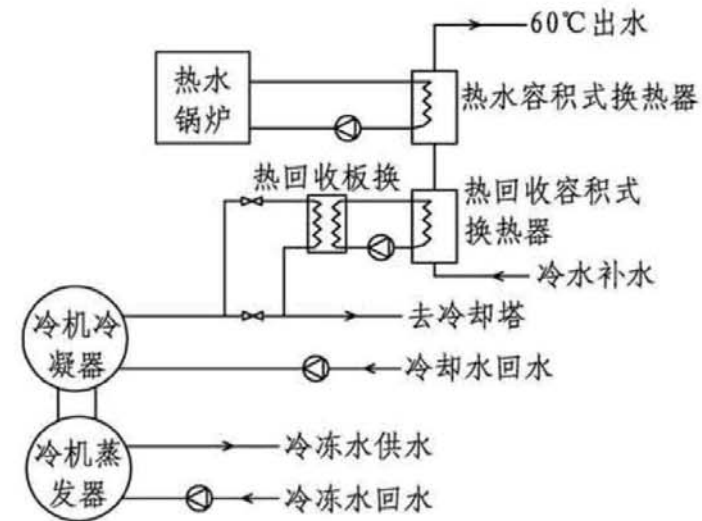 60℃出水
热水
锅炉
热水容积式换热器
热回收板换
热回收容积式
换热器
冷水补水
冷机冷
凝器
去冷却塔
冷却水回水
冷机蒸
发器
冷冻水供水
冷冻水回水